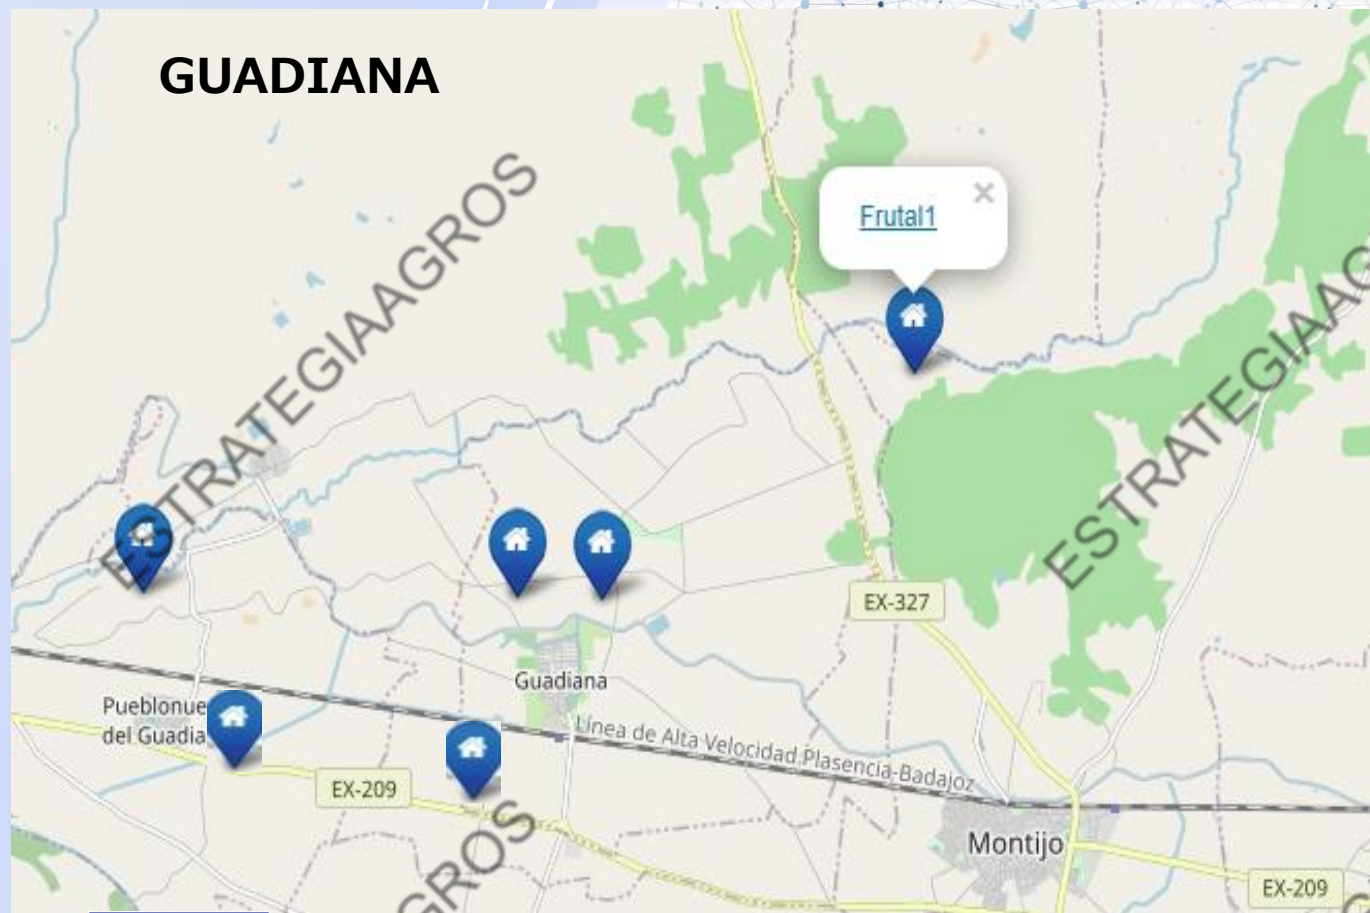 GUADIANA
Frutal1
ESTRATEGIAAGROS
ESTRATEGIAAG
EX-327
Guadiana
Pueblonue
del Guadia
Línea de Alta Velocidad Plasencia-Badajoz
EX-209
AGROS
Montijo
EX-209